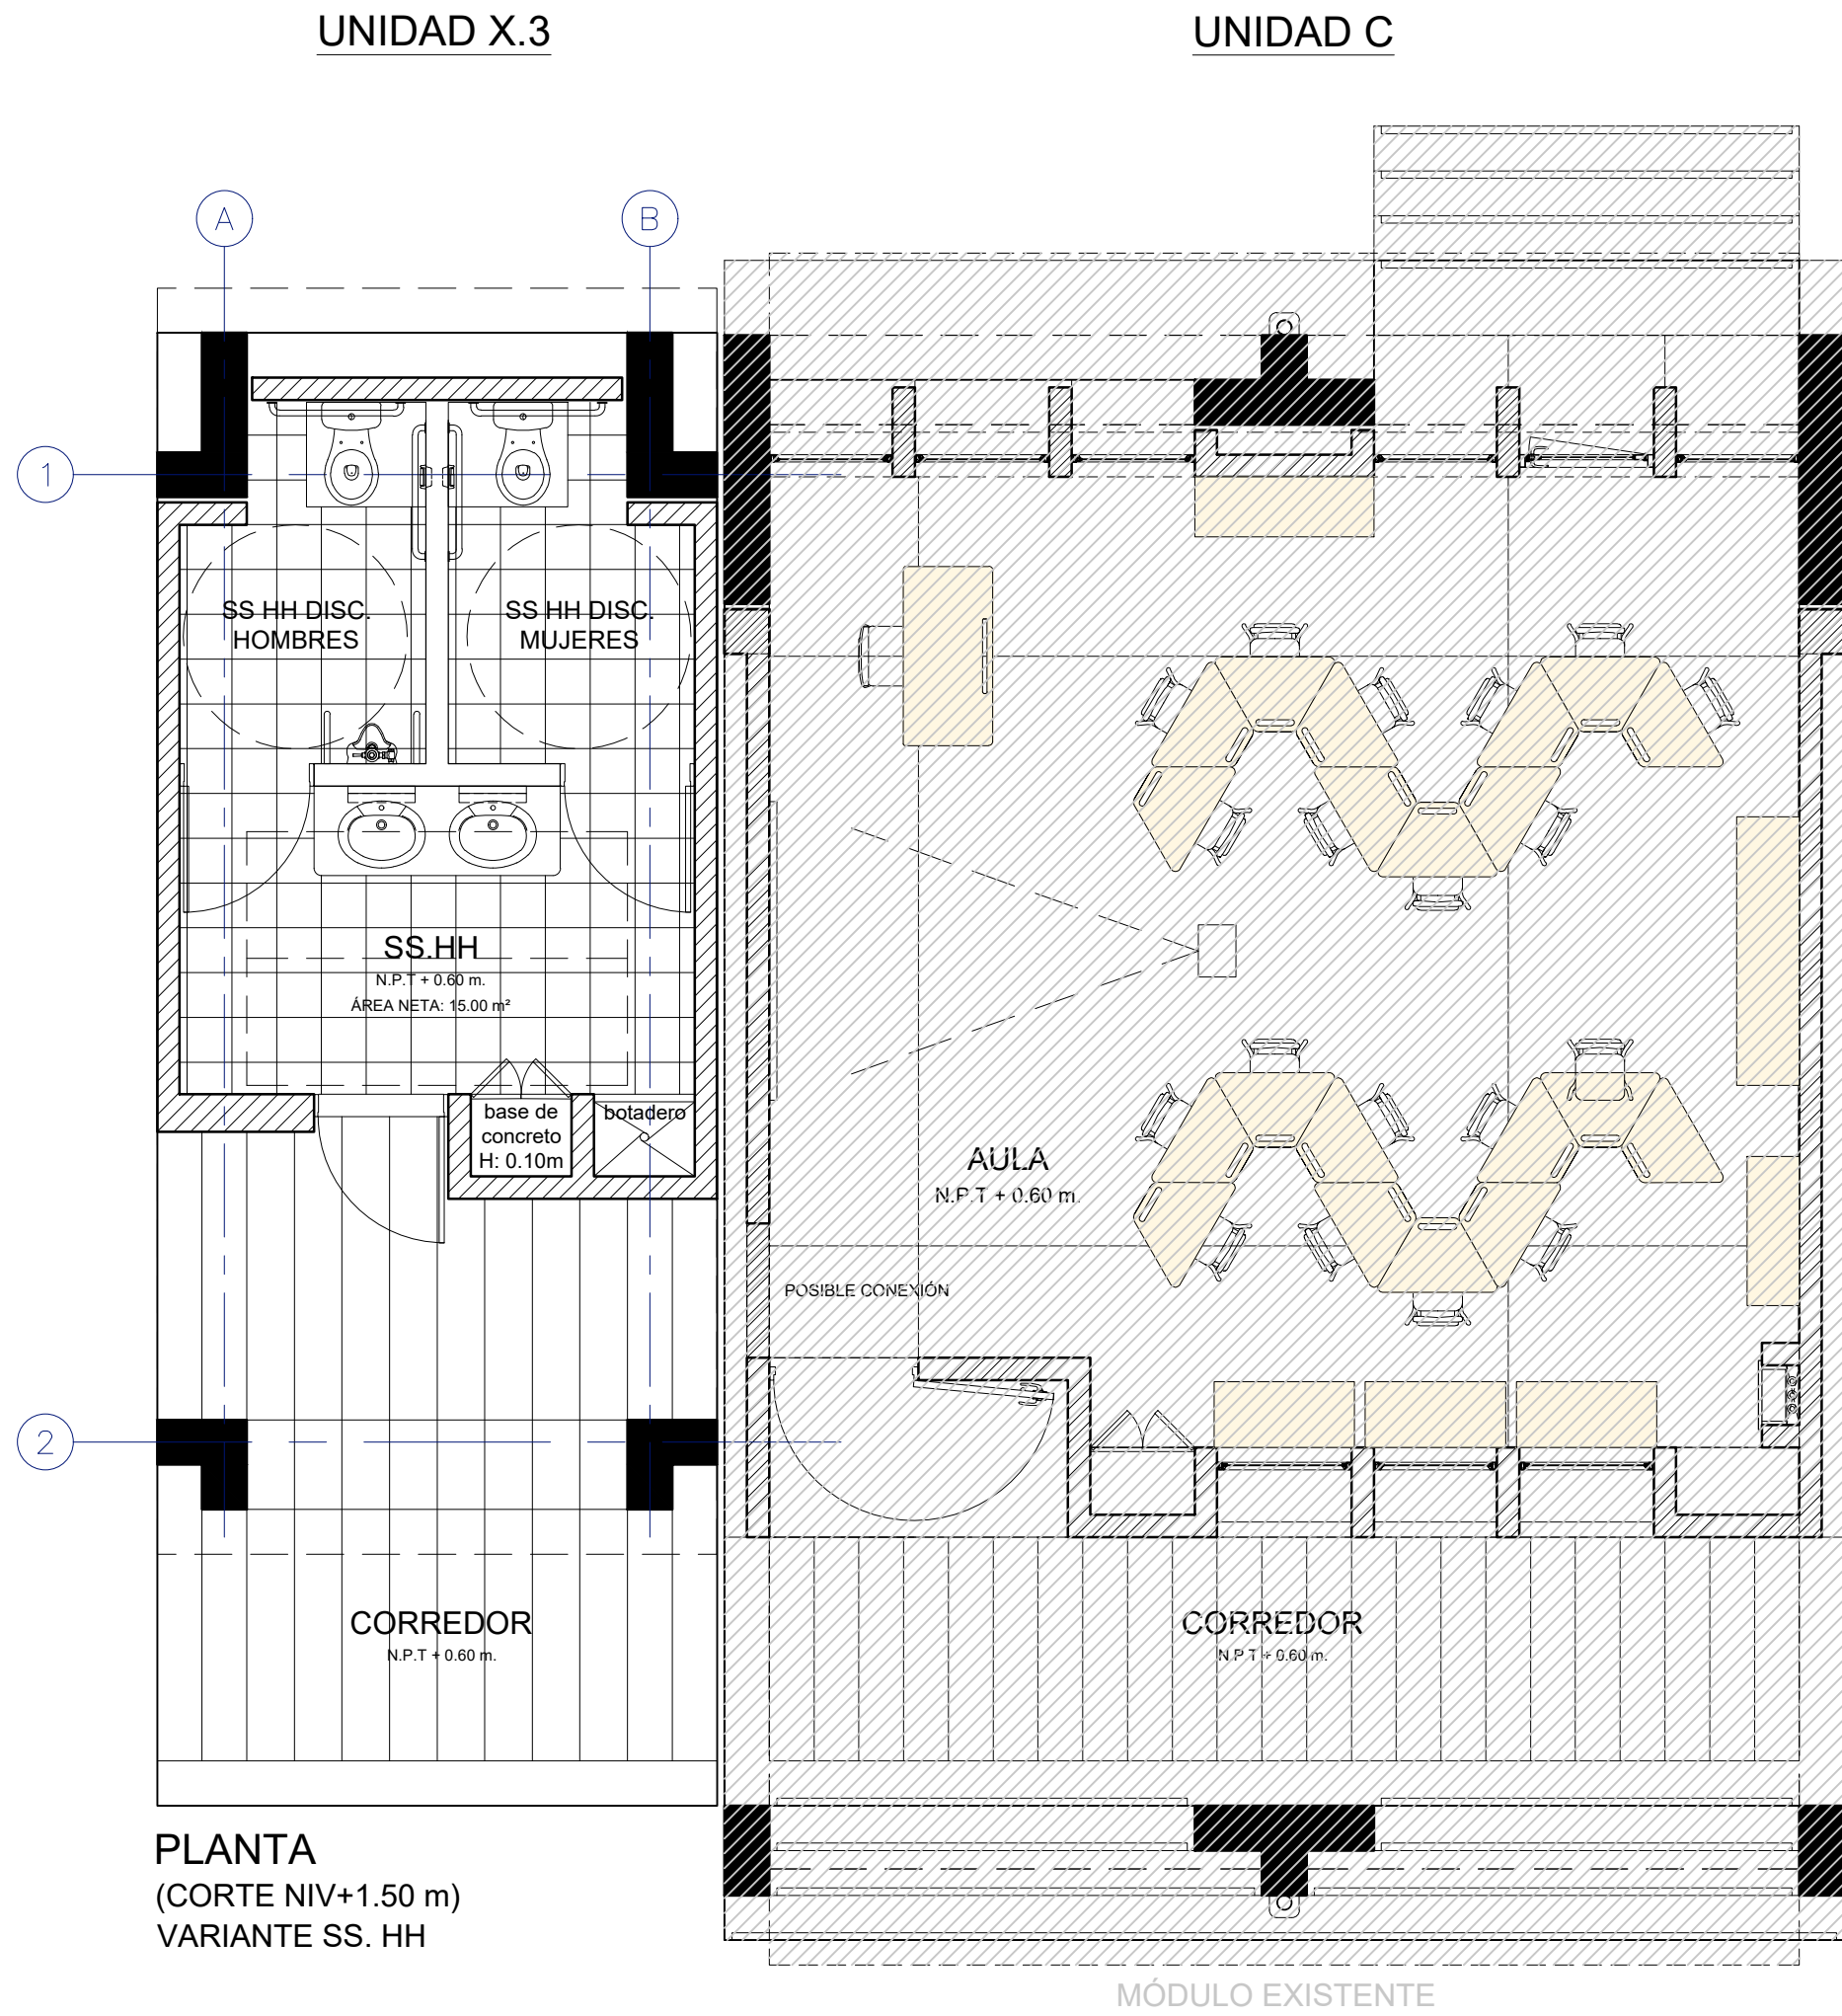 UNIDAD X.3
UNIDAD C
A
B
1
SS HH DISC.
HOMBRES
SS HH DISC.
MUJERES
SS.HH
N.P.T + 0.60 m.
ÁREA NETA: 15.00 m²
base de
concreto
H: 0.10m
botadero
AULA
N.P.T + 0.60 m.
POSIBLE CONEXIÓN
2
CORREDOR
N.P.T + 0.60 m.
CORREDOR
N.P.T + 0.60 m.
PLANTA
(CORTE NIV+1.50 m)
VARIANTE SS. HH
MÓDULO EXISTENTE